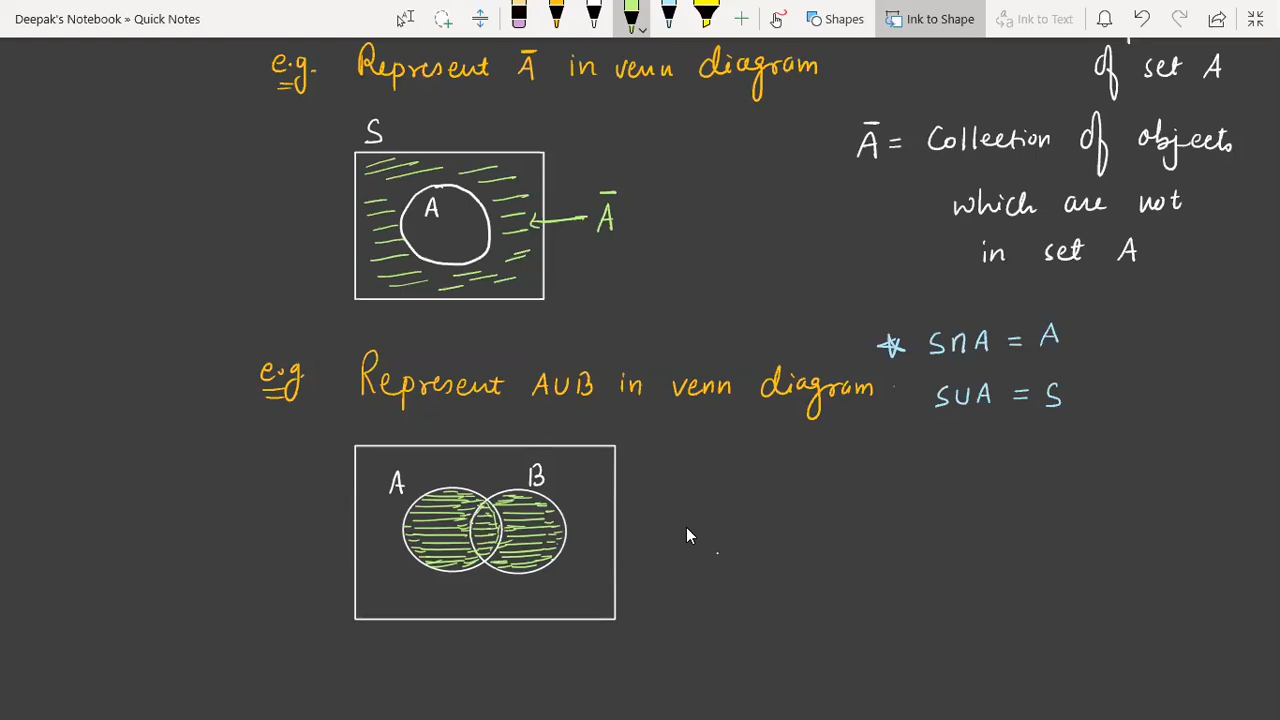 Deepak's Notebook » Quick Notes
Shapes
Ink to Shape
Ink to Text
e.g. Represent Ā in venn diagram
of set A
S
A
Ā
Ā = Collection of objects
which are not
in set A
* S∩A = A
S∪A = S
e.g Represent A∪B in venn diagram
A
B